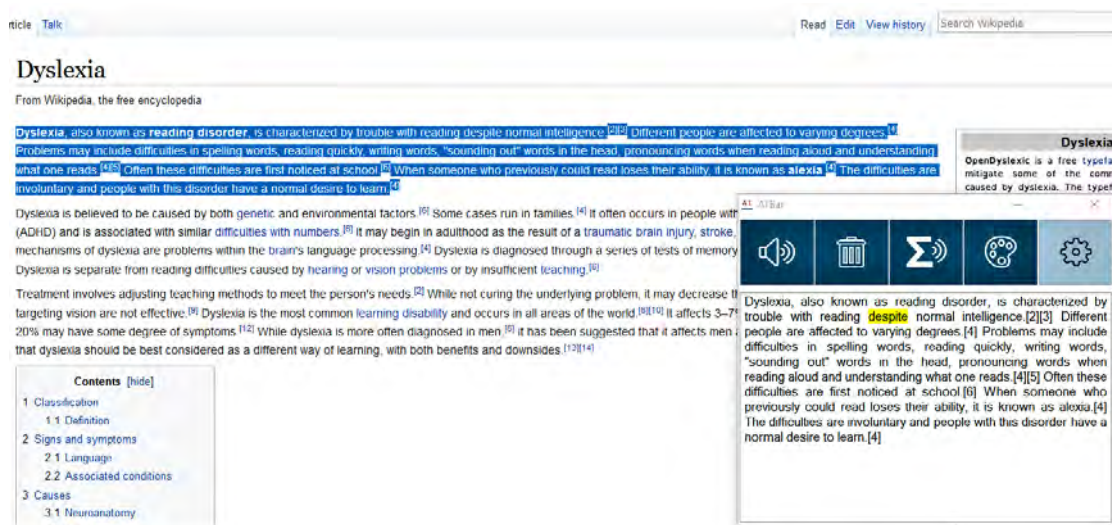 rticle Talk
Read Edit View history Search Wikipedia
Dyslexia
From Wikipedia, the free encyclopedia
Dyslexia, also known as reading disorder, is characterized by trouble with reading despite normal intelligence.[2][3] Different people are affected to varying degrees.[4]
Problems may include difficulties in spelling words, reading quickly, writing words, "sounding out" words in the head, pronouncing words when reading aloud and understanding
what one reads.[4][5] Often these difficulties are first noticed at school.[6] When someone who previously could read loses their ability, it is known as alexia.[4] The difficulties are
involuntary and people with this disorder have a normal desire to learn.[4]
Dyslexia is believed to be caused by both genetic and environmental factors.[6] Some cases run in families.[4] It often occurs in people with
(ADHD) and is associated with similar difficulties with numbers.[6] It may begin in adulthood as the result of a traumatic brain injury, stroke,
mechanisms of dyslexia are problems within the brain's language processing.[4] Dyslexia is diagnosed through a series of tests of memory
Dyslexia is separate from reading difficulties caused by hearing or vision problems or by insufficient teaching.[6]
Treatment involves adjusting teaching methods to meet the person's needs.[2] While not curing the underlying problem, it may decrease th
targeting vision are not effective.[9] Dyslexia is the most common learning disability and occurs in all areas of the world.[8][10] It affects 3–7%
20% may have some degree of symptoms.[12] While dyslexia is more often diagnosed in men,[6] it has been suggested that it affects men
that dyslexia should be best considered as a different way of learning, with both benefits and downsides.[13][14]
Contents [hide]
1 Classification
1.1 Definition
2 Signs and symptoms
2.1 Language
2.2 Associated conditions
3 Causes
3.1 Neuroanatomy
Dyslexia
OpenDyslexic is a free typefa
mitigate some of the comm
caused by dyslexia. The typef
ATBar
Dyslexia, also known as reading disorder, is characterized by
trouble with reading despite normal intelligence.[2][3] Different
people are affected to varying degrees.[4] Problems may include
difficulties in spelling words, reading quickly, writing words,
"sounding out" words in the head, pronouncing words when
reading aloud and understanding what one reads.[4][5] Often these
difficulties are first noticed at school.[6] When someone who
previously could read loses their ability, it is known as alexia.[4]
The difficulties are involuntary and people with this disorder have a
normal desire to learn.[4]